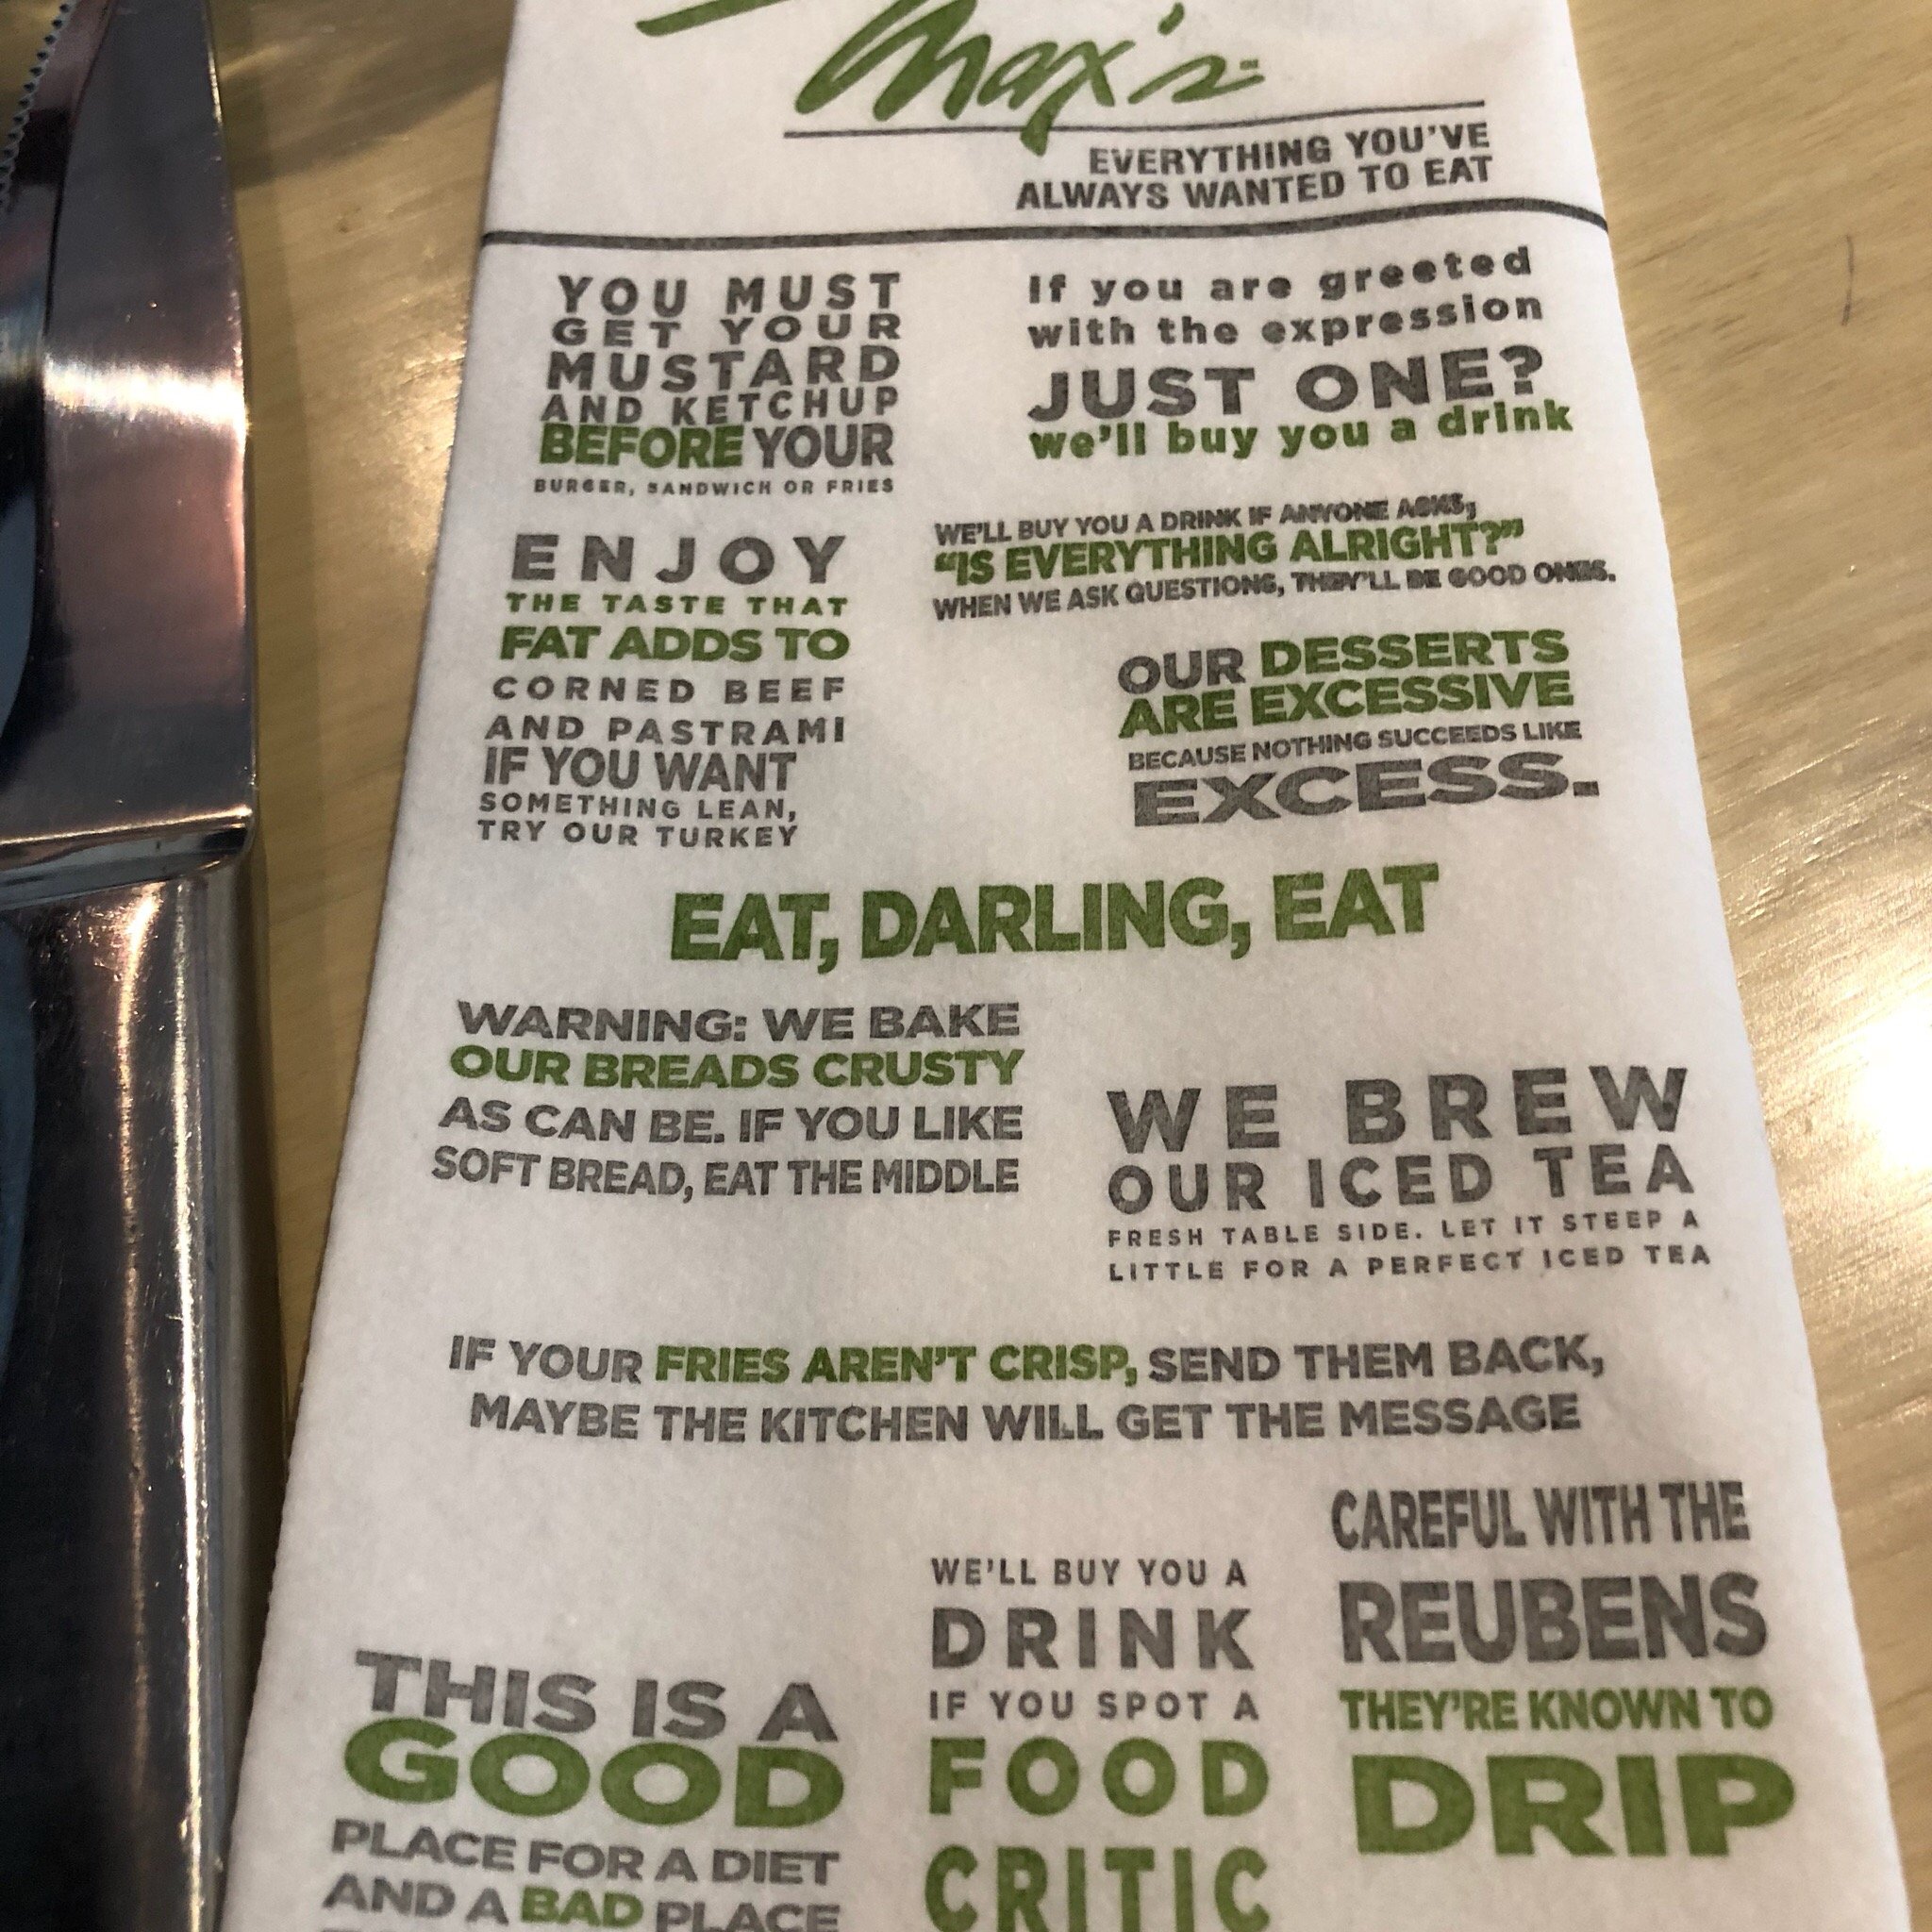 Max's
EVERYTHING YOU'VE
ALWAYS WANTED TO EAT
YOU MUST
GET YOUR
MUSTARD
AND KETCHUP
BEFORE YOUR
BURGER, SANDWICH OR FRIES
If you are greeted
with the expression
JUST ONE?
we'll buy you a drink
WE'LL BUY YOU A DRINK IF ANYONE ASKS,
“IS EVERYTHING ALRIGHT?”
WHEN WE ASK QUESTIONS, THEY'LL BE GOOD ONES.
ENJOY
THE TASTE THAT
FAT ADDS TO
CORNED BEEF
AND PASTRAMI
IF YOU WANT
SOMETHING LEAN,
TRY OUR TURKEY
OUR DESSERTS
ARE EXCESSIVE
BECAUSE NOTHING SUCCEEDS LIKE
EXCESS.
EAT, DARLING, EAT
WARNING: WE BAKE
OUR BREADS CRUSTY
AS CAN BE. IF YOU LIKE
SOFT BREAD, EAT THE MIDDLE
WE BREW
OUR ICED TEA
FRESH TABLE SIDE. LET IT STEEP A
LITTLE FOR A PERFECT ICED TEA
IF YOUR FRIES AREN'T CRISP, SEND THEM BACK,
MAYBE THE KITCHEN WILL GET THE MESSAGE
THIS IS A
GOOD
PLACE FOR A DIET
AND A BAD PLACE
WE'LL BUY YOU A
DRINK
IF YOU SPOT A
FOOD
CRITIC
CAREFUL WITH THE
REUBENS
THEY'RE KNOWN TO
DRIP